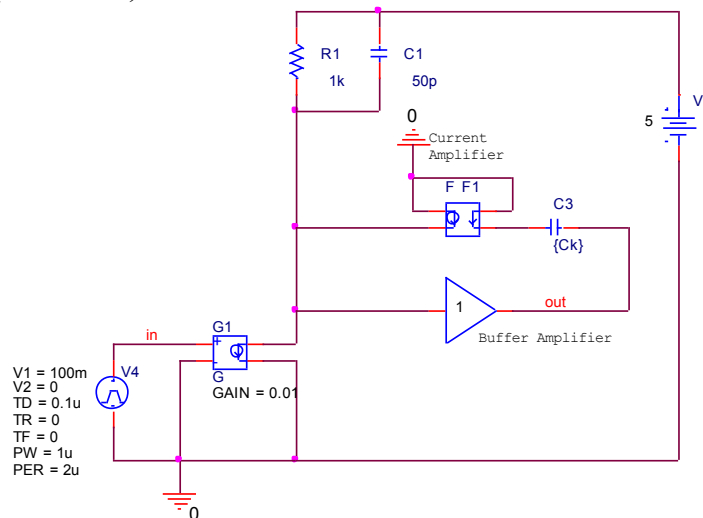 R1
C1
1k
50p
V
5
0
Current
Amplifier
F F1
C3
{Ck}
1
out
Buffer Amplifier
in
G1
+
-
G
GAIN = 0.01
V4
V1 = 100m
V2 = 0
TD = 0.1u
TR = 0
TF = 0
PW = 1u
PER = 2u
0